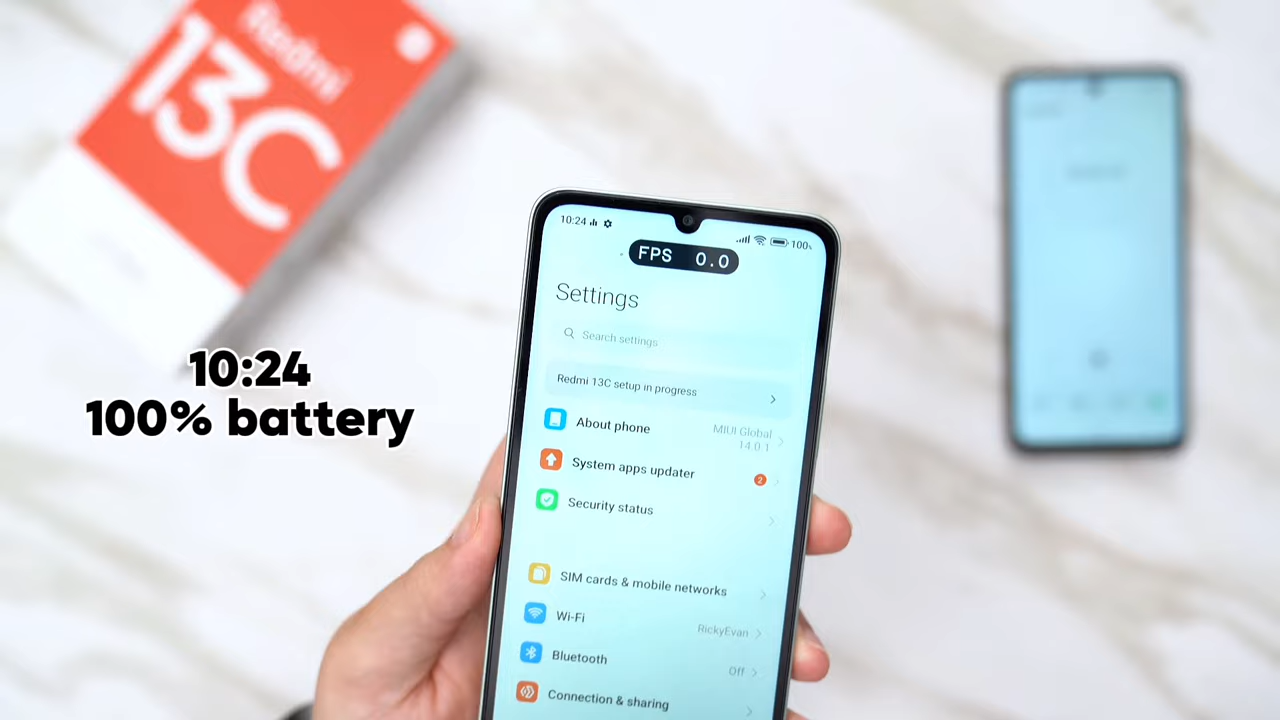 Redmi
13C
10:24
100%
FPS 0.0
Settings
Search settings
Redmi 13C setup in progress
10:24
100% battery
About phone
MIUI Global
14.0.1
System apps updater
2
Security status
SIM cards & mobile networks
Wi-Fi
RickyEvan
Bluetooth
Off
Connection & sharing